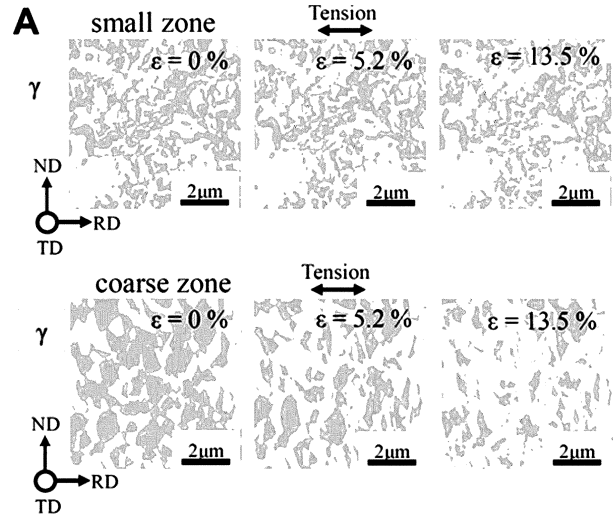 A
small zone
Tension
ε = 0 %
ε = 5.2 %
ε = 13.5 %
γ
ND
RD
TD
2μm
2μm
2μm
coarse zone
Tension
ε = 0 %
ε = 5.2 %
ε = 13.5 %
γ
ND
RD
TD
2μm
2μm
2μm